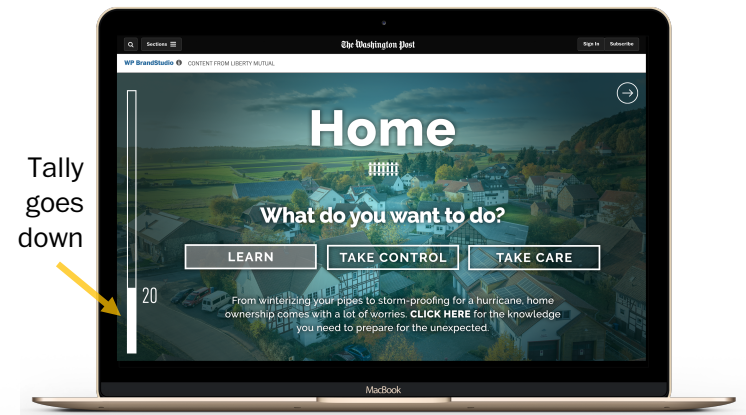 Sections
The Washington Post
Sign In
Subscribe
WP BrandStudio
CONTENT FROM LIBERTY MUTUAL
Home
Tally
goes
down
What do you want to do?
LEARN
TAKE CONTROL
TAKE CARE
20
From winterizing your pipes to storm-proofing for a hurricane, home
ownership comes with a lot of worries. CLICK HERE for the knowledge
you need to prepare for the unexpected.
MacBook